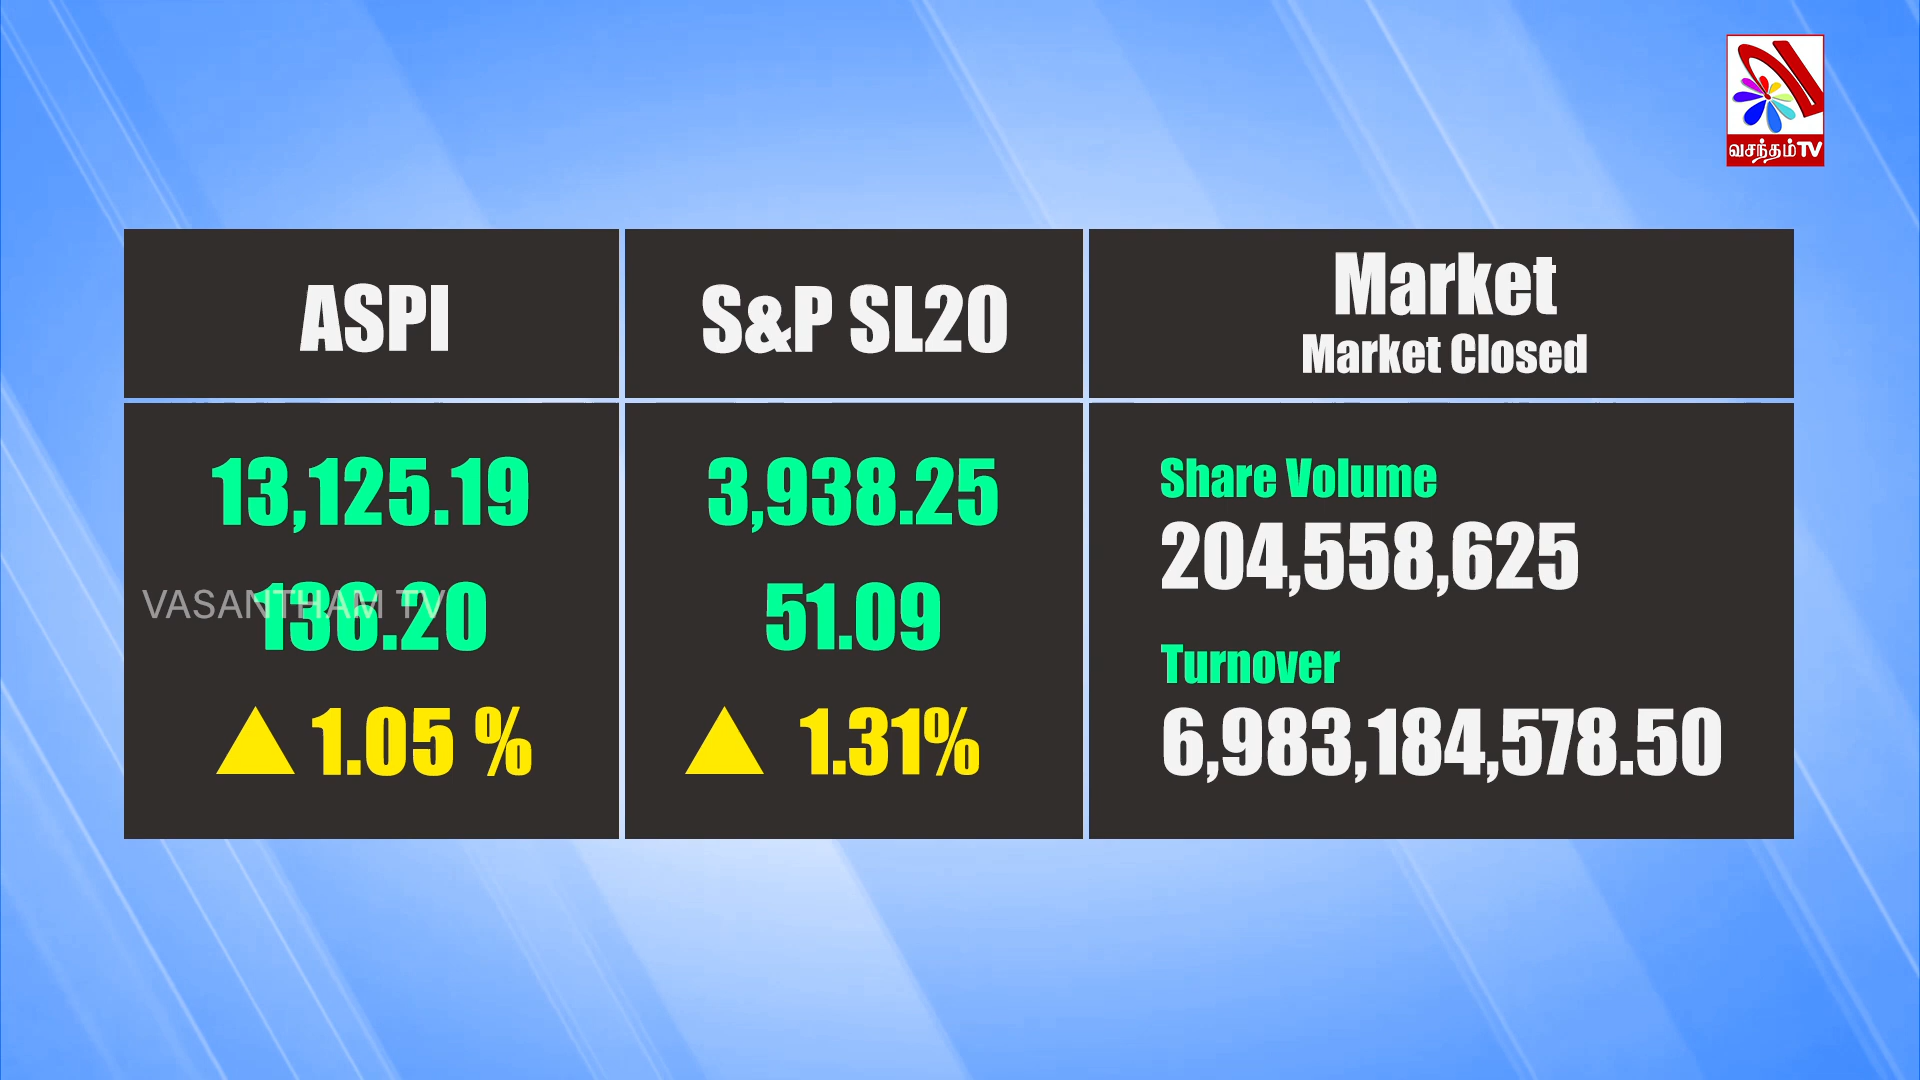 வசந்தம்TV
ASPI
S&P SL20
Market
Market Closed
13,125.19
136.20
▲ 1.05 %
3,938.25
51.09
▲ 1.31%
Share Volume
204,558,625
Turnover
6,983,184,578.50
VASANTHAM TV